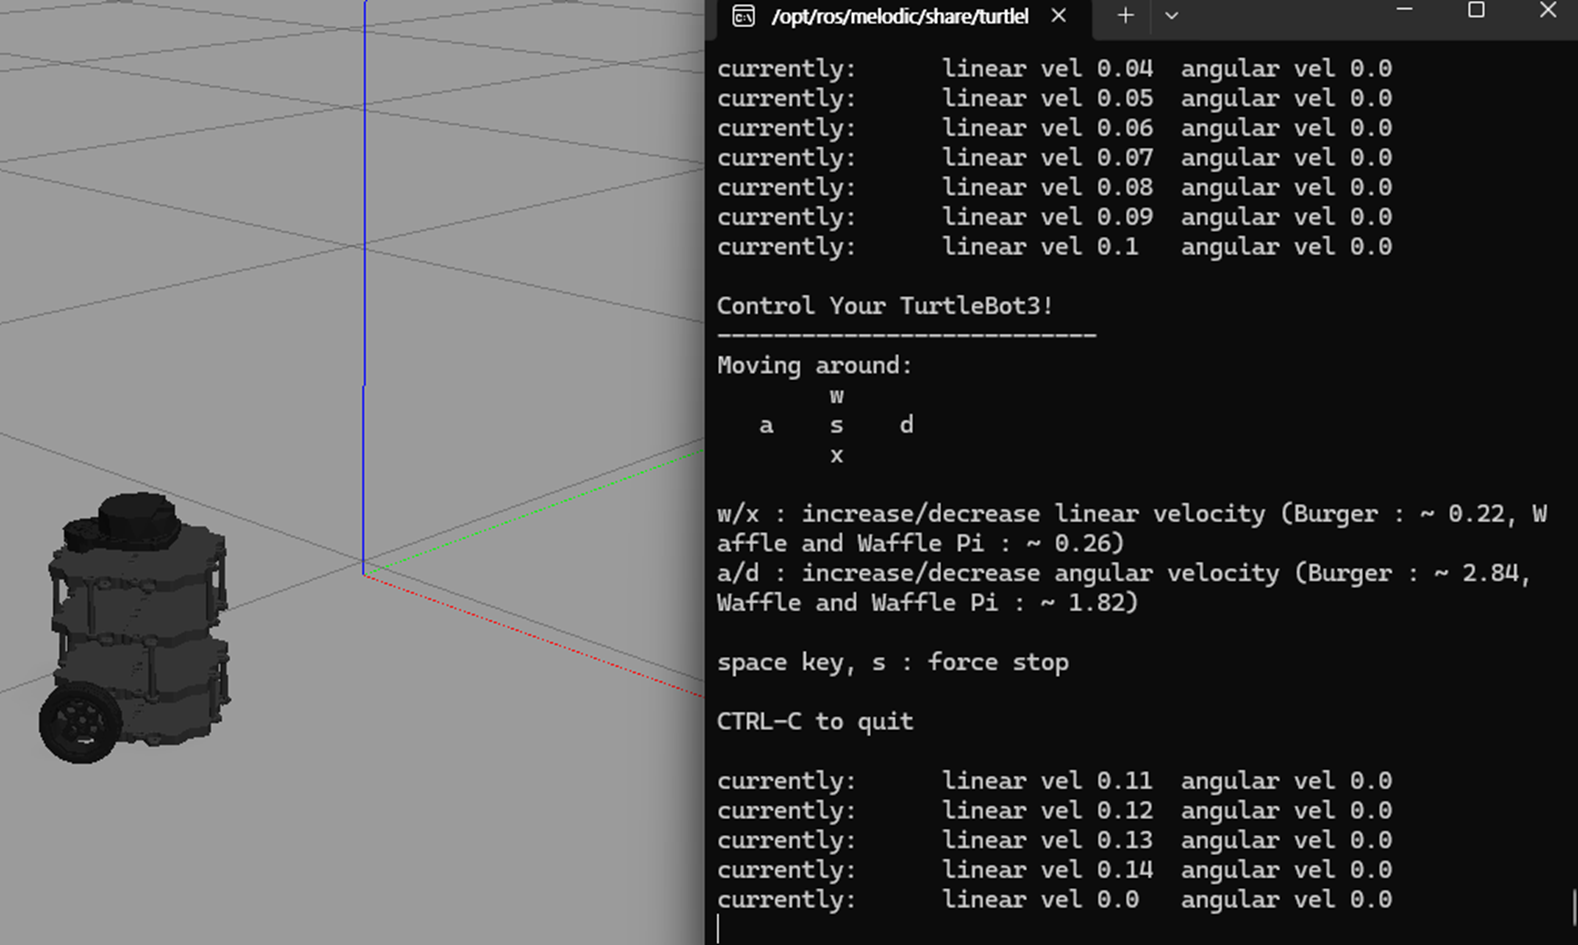 /opt/ros/melodic/share/turtlel
currently: linear vel 0.04 angular vel 0.0
currently: linear vel 0.05 angular vel 0.0
currently: linear vel 0.06 angular vel 0.0
currently: linear vel 0.07 angular vel 0.0
currently: linear vel 0.08 angular vel 0.0
currently: linear vel 0.09 angular vel 0.0
currently: linear vel 0.1 angular vel 0.0
Control Your TurtleBot3!
---------------------------
Moving around:
w
a s d
x
w/x : increase/decrease linear velocity (Burger : ~ 0.22, W
affle and Waffle Pi : ~ 0.26)
a/d : increase/decrease angular velocity (Burger : ~ 2.84,
Waffle and Waffle Pi : ~ 1.82)
space key, s : force stop
CTRL-C to quit
currently: linear vel 0.11 angular vel 0.0
currently: linear vel 0.12 angular vel 0.0
currently: linear vel 0.13 angular vel 0.0
currently: linear vel 0.14 angular vel 0.0
currently: linear vel 0.0 angular vel 0.0